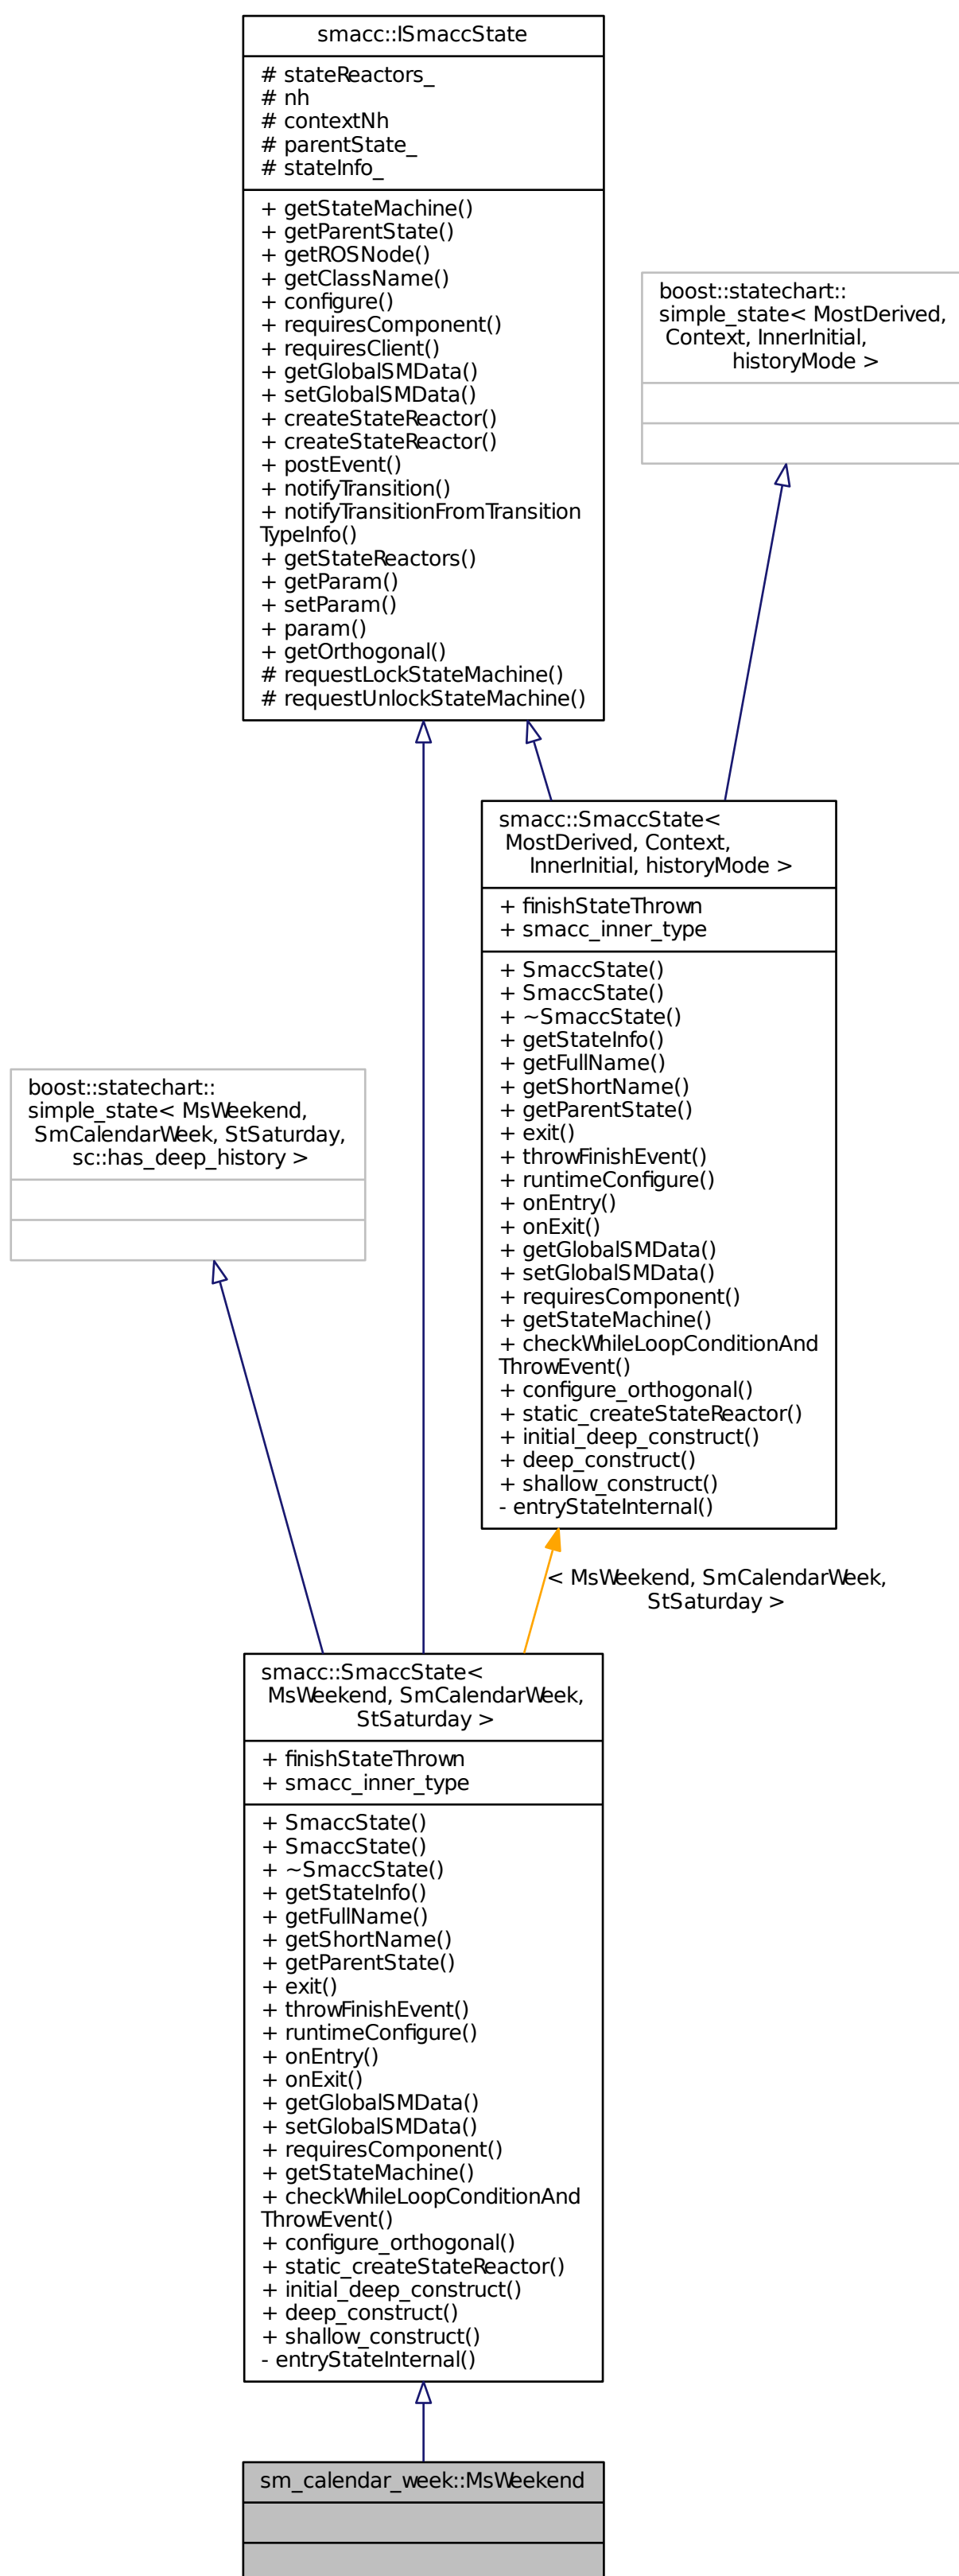 smacc::ISmaccState
# stateReactors_
# nh
# contextNh
# parentState_
# stateInfo_
+ getStateMachine()
+ getParentState()
+ getROSNode()
+ getClassName()
+ configure()
+ requiresComponent()
+ requiresClient()
+ getGlobalSMData()
+ setGlobalSMData()
+ createStateReactor()
+ createStateReactor()
+ postEvent()
+ notifyTransition()
+ notifyTransitionFromTransition
TypeInfo()
+ getStateReactors()
+ getParam()
+ setParam()
+ param()
+ getOrthogonal()
# requestLockStateMachine()
# requestUnlockStateMachine()
boost::statechart::
simple_state< MostDerived,
Context, InnerInitial,
historyMode >
smacc::SmaccState<
MostDerived, Context,
InnerInitial, historyMode >
+ finishStateThrown
+ smacc_inner_type
+ SmaccState()
+ SmaccState()
+ ~SmaccState()
+ getStateInfo()
+ getFullName()
+ getShortName()
+ getParentState()
+ exit()
+ throwFinishEvent()
+ runtimeConfigure()
+ onEntry()
+ onExit()
+ getGlobalSMData()
+ setGlobalSMData()
+ requiresComponent()
+ getStateMachine()
+ checkWhileLoopConditionAnd
ThrowEvent()
+ configure_orthogonal()
+ static_createStateReactor()
+ initial_deep_construct()
+ deep_construct()
+ shallow_construct()
- entryStateInternal()
boost::statechart::
simple_state< MsWeekend,
SmCalendarWeek, StSaturday,
sc::has_deep_history >
< MsWeekend, SmCalendarWeek,
StSaturday >
smacc::SmaccState<
MsWeekend, SmCalendarWeek,
StSaturday >
+ finishStateThrown
+ smacc_inner_type
+ SmaccState()
+ SmaccState()
+ ~SmaccState()
+ getStateInfo()
+ getFullName()
+ getShortName()
+ getParentState()
+ exit()
+ throwFinishEvent()
+ runtimeConfigure()
+ onEntry()
+ onExit()
+ getGlobalSMData()
+ setGlobalSMData()
+ requiresComponent()
+ getStateMachine()
+ checkWhileLoopConditionAnd
ThrowEvent()
+ configure_orthogonal()
+ static_createStateReactor()
+ initial_deep_construct()
+ deep_construct()
+ shallow_construct()
- entryStateInternal()
sm_calendar_week::MsWeekend